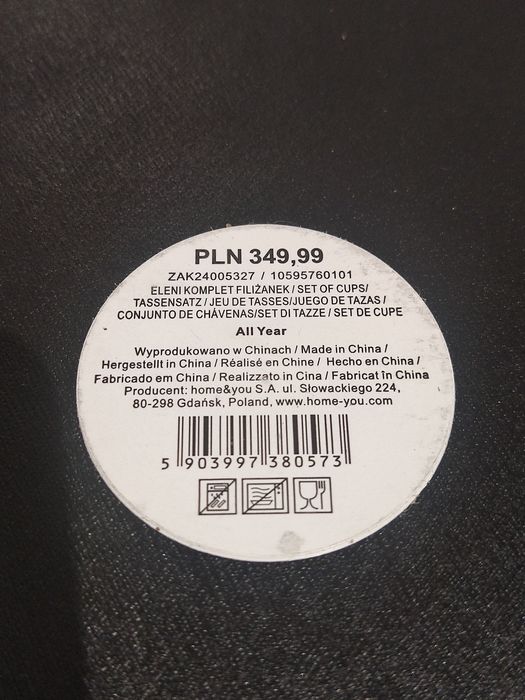 PLN 349,99
ZAK24005327 / 10595760101
ELENI KOMPLET FILIŻANEK / SET OF CUPS/
TASSENSATZ / JEU DE TASSES/JUEGO DE TAZAS /
CONJUNTO DE CHÁVENAS/SET DI TAZZE / SET DE CUPE
All Year
Wyprodukowano w Chinach / Made in China /
Hergestellt in China / Réalisé en Chine / Hecho en China /
Fabricado em China / Realizzato in Cina / Fabricat în China
Producent: home&you S.A. ul. Słowackiego 224,
80-298 Gdańsk, Poland, www.home-you.com
5 903997 380573